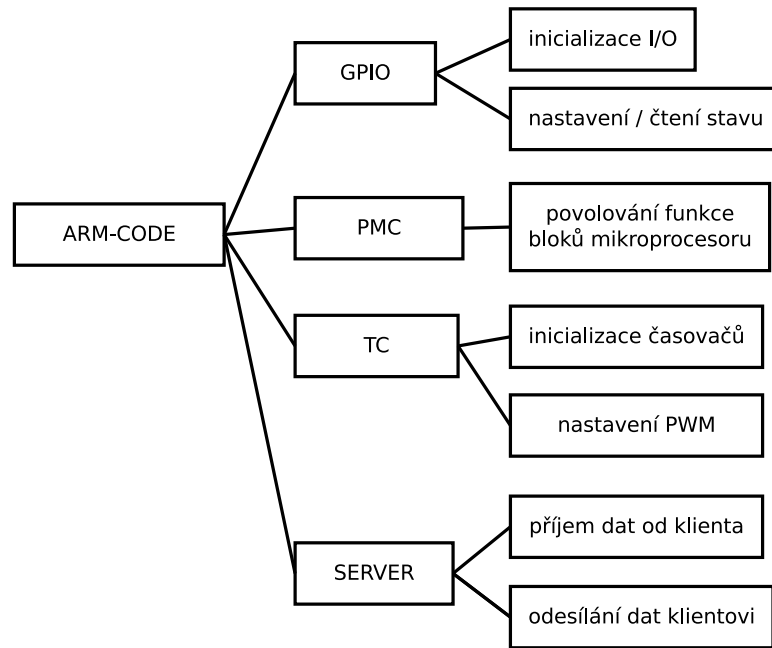 ARM-CODE
GPIO
inicializace I/O
nastavení / čtení stavu
PMC
povolování funkce
bloků mikroprocesoru
TC
inicializace časovačů
nastavení PWM
SERVER
příjem dat od klienta
odesílání dat klientovi